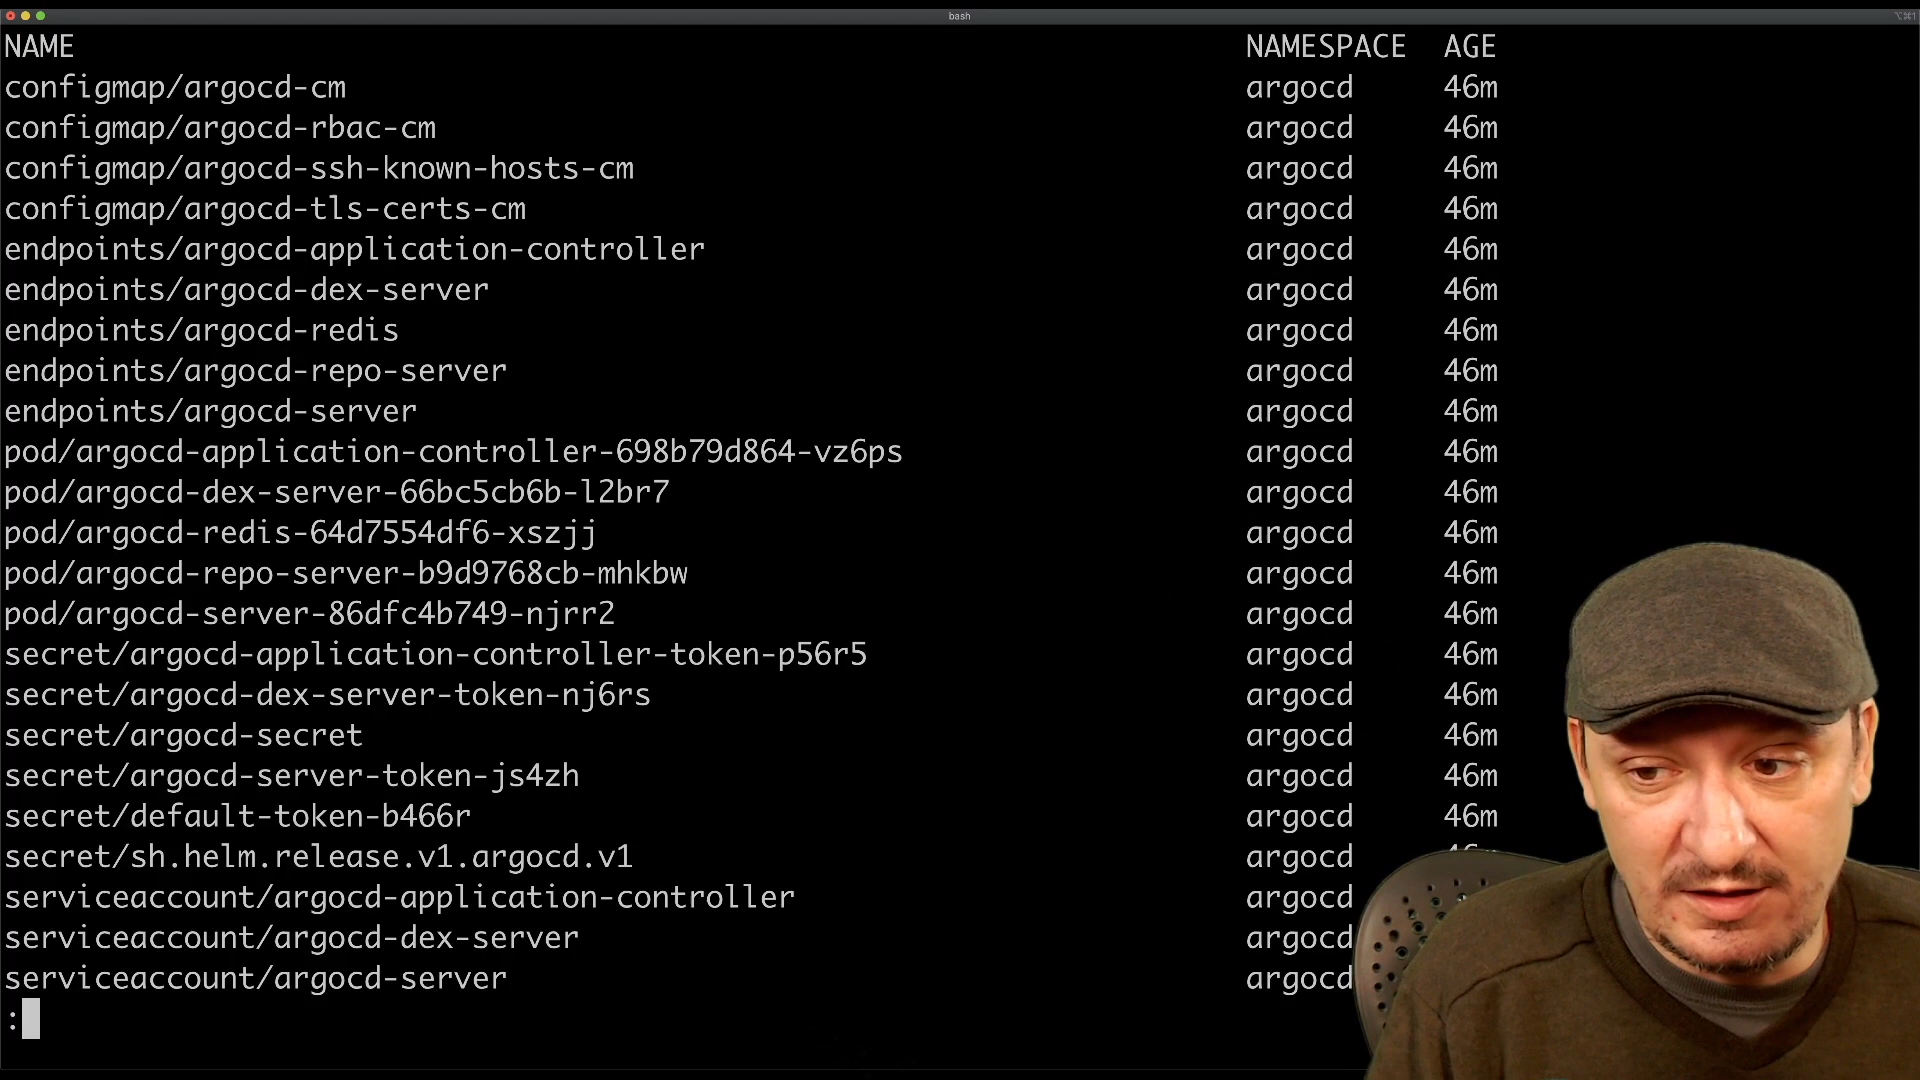 bash
⌥⌘1
NAME NAMESPACE AGE
configmap/argocd-cm argocd 46m
configmap/argocd-rbac-cm argocd 46m
configmap/argocd-ssh-known-hosts-cm argocd 46m
configmap/argocd-tls-certs-cm argocd 46m
endpoints/argocd-application-controller argocd 46m
endpoints/argocd-dex-server argocd 46m
endpoints/argocd-redis argocd 46m
endpoints/argocd-repo-server argocd 46m
endpoints/argocd-server argocd 46m
pod/argocd-application-controller-698b79d864-vz6ps argocd 46m
pod/argocd-dex-server-66bc5cb6b-l2br7 argocd 46m
pod/argocd-redis-64d7554df6-xszjj argocd 46m
pod/argocd-repo-server-b9d9768cb-mhkbw argocd 46m
pod/argocd-server-86dfc4b749-njrr2 argocd 46m
secret/argocd-application-controller-token-p56r5 argocd 46m
secret/argocd-dex-server-token-nj6rs argocd 46m
secret/argocd-secret argocd 46m
secret/argocd-server-token-js4zh argocd 46m
secret/default-token-b466r argocd 46m
secret/sh.helm.release.v1.argocd.v1 argocd
serviceaccount/argocd-application-controller argocd
serviceaccount/argocd-dex-server argocd
serviceaccount/argocd-server argocd
: